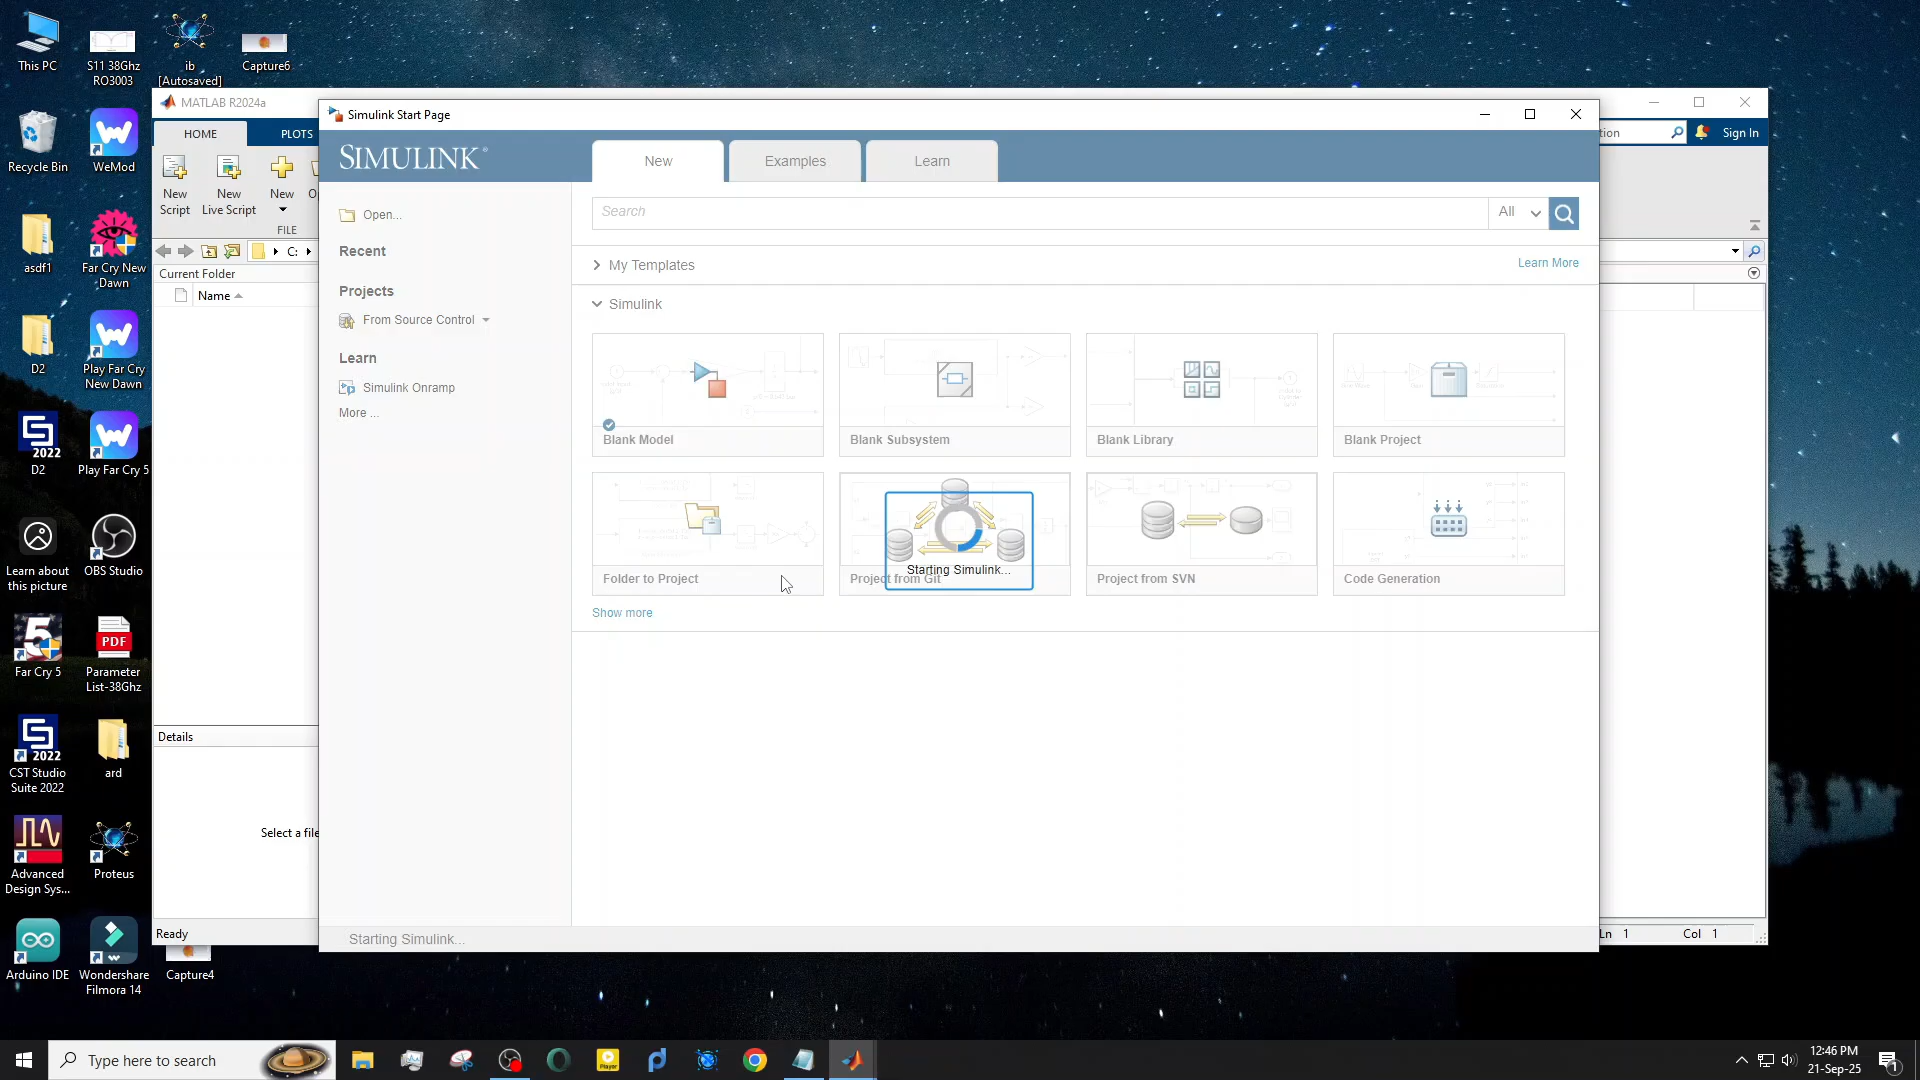 This PC
S11 38Ghz
RO3003
ib
[Autosaved]
Capture6
MATLAB R2024a
Simulink Start Page
HOME
PLOTS
SIMULINK®
New
Examples
Learn
tion
Sign In
Recycle Bin
WeMod
New
Script
New
Live Script
New
O
FILE
Open...
Search
All
Recent
C:
Current Folder
My Templates
Learn More
asdf1
Far Cry New
Dawn
Name
Projects
Simulink
From Source Control
Learn
Simulink Onramp
More ...
D2
Play Far Cry
New Dawn
Blank Model
Blank Subsystem
Blank Library
Blank Project
2022
D2
Play Far Cry 5
Starting Simulink...
Folder to Project
Project from Git
Project from SVN
Code Generation
Learn about
this picture
OBS Studio
Show more
5
Far Cry 5
PDF
Parameter
List-38Ghz
2022
CST Studio
Suite 2022
ard
Details
Select a file
Advanced
Design Sys...
Proteus
Ready
Starting Simulink...
Ln 1
Col 1
Arduino IDE
Wondershare
Filmora 14
Capture4
Type here to search
Player
12:46 PM
21-Sep-25
1